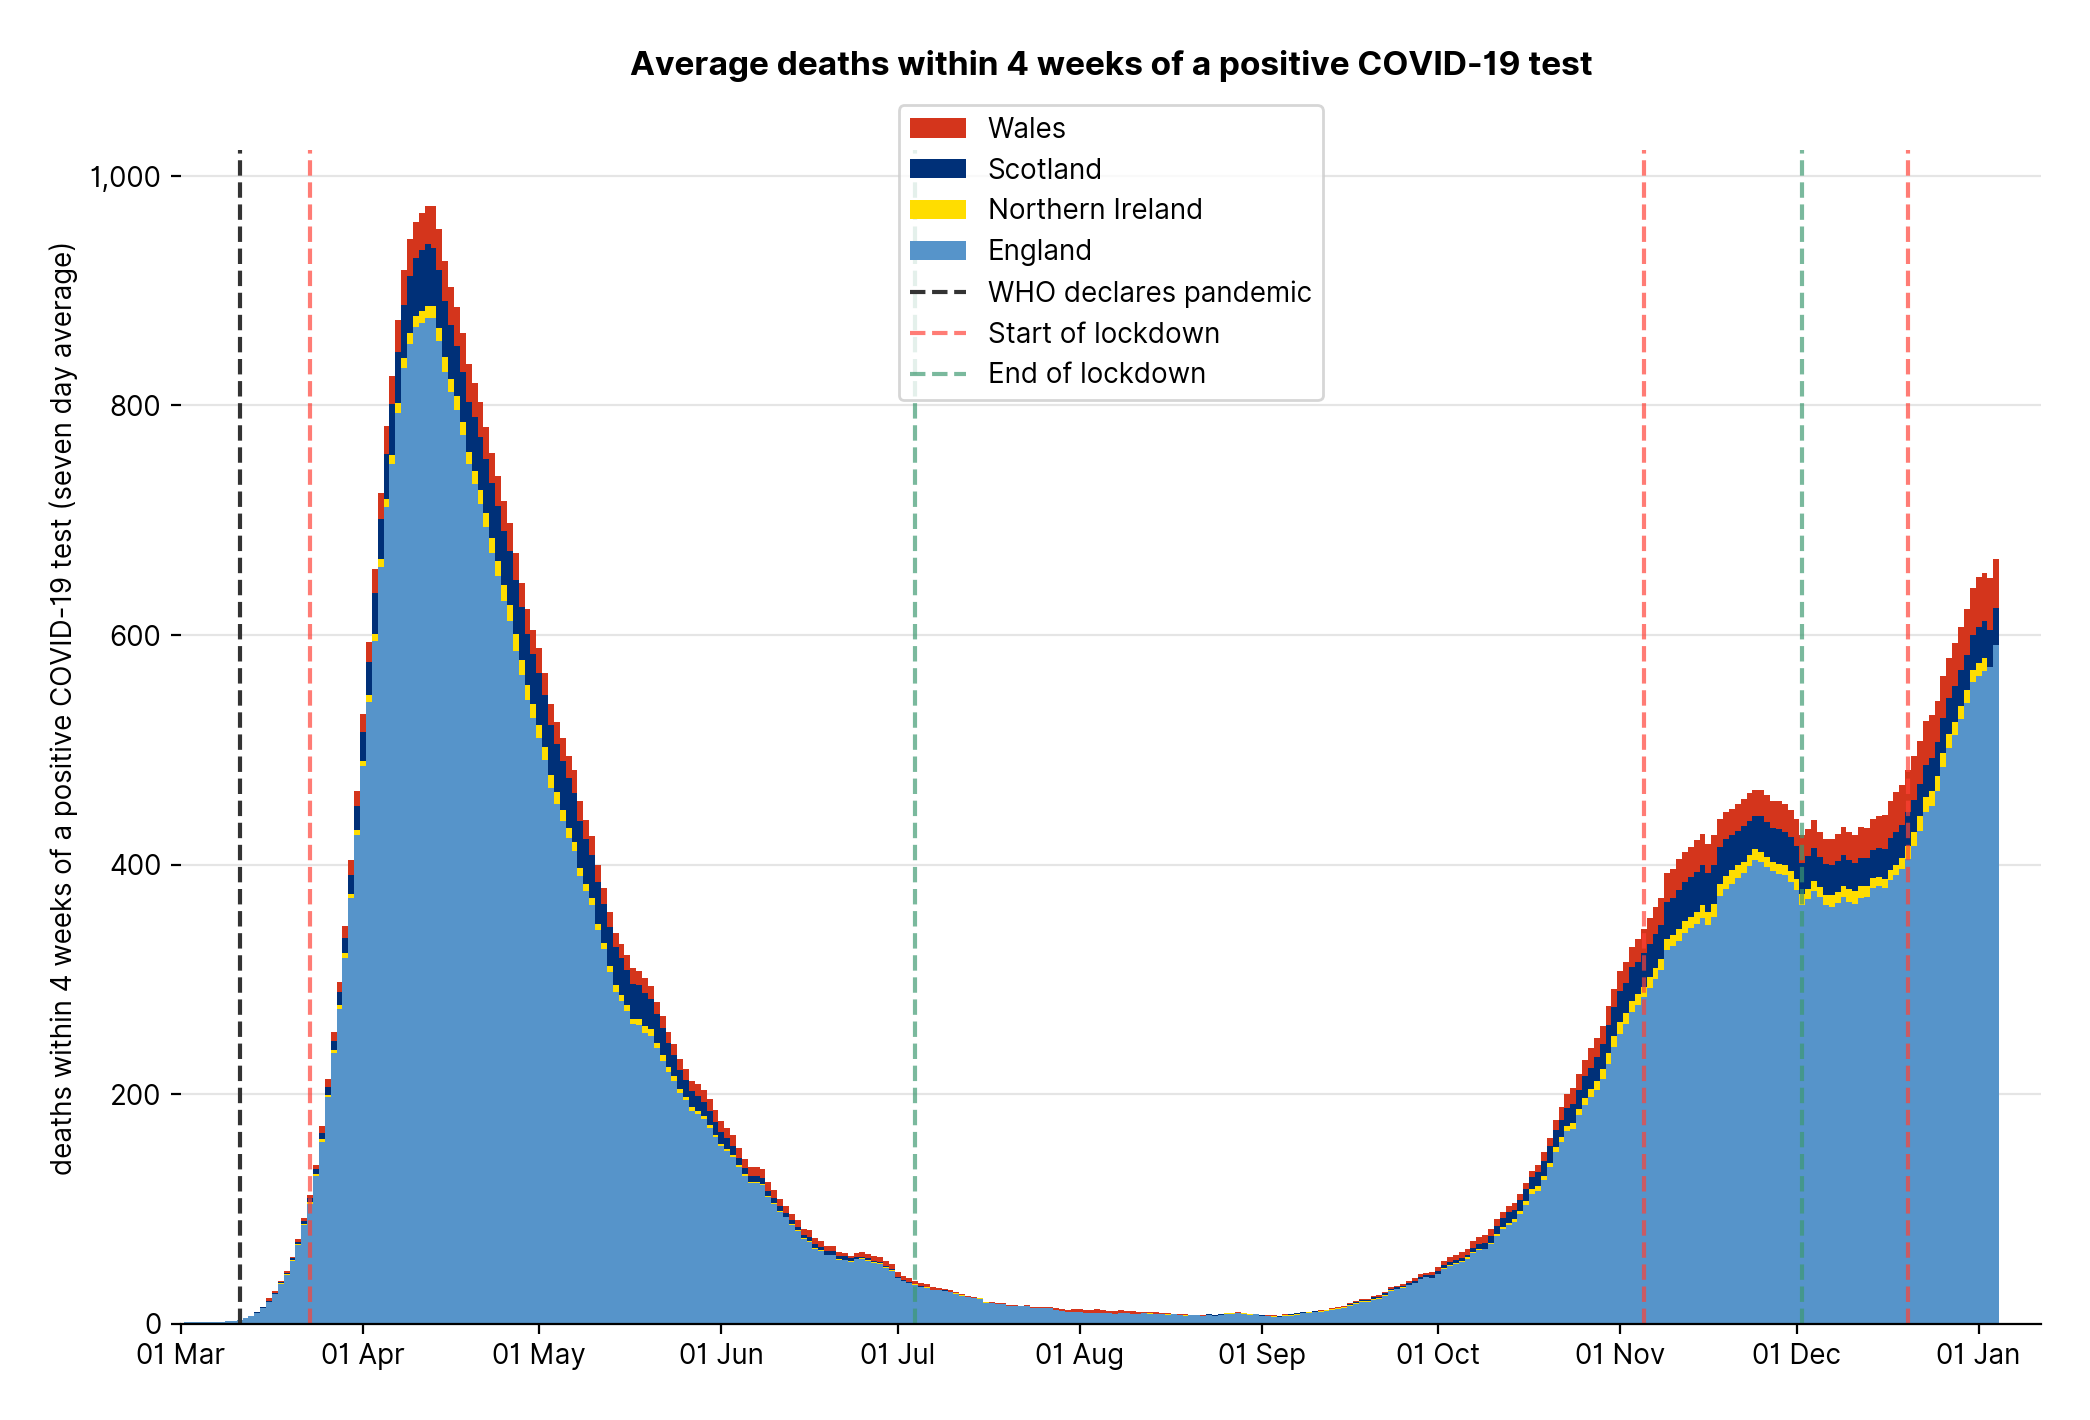 Average deaths within 4 weeks of a positive COVID-19 test
Wales
Scotland
Northern Ireland
England
WHO declares pandemic
Start of lockdown
End of lockdown
deaths within 4 weeks of a positive COVID-19 test (seven day average)
1,000
800
600
400
200
0
01 Mar 01 Apr 01 May 01 Jun 01 Jul 01 Aug 01 Sep 01 Oct 01 Nov 01 Dec 01 Jan